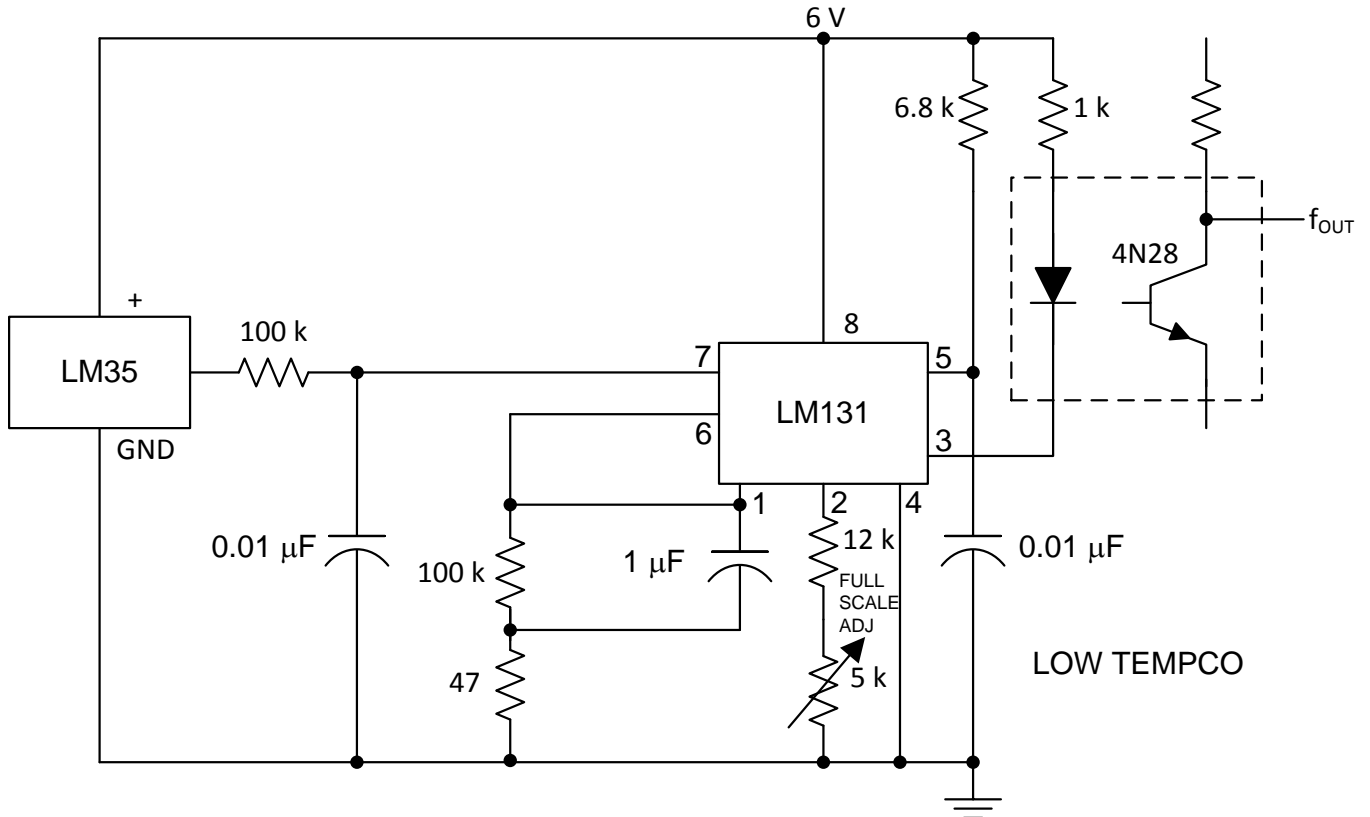 6 V
6.8 k
1 k
fOUT
4N28
+
LM35
GND
100 k
7
8
5
LM131
6
3
1
2
4
0.01 μF
100 k
1 μF
12 k
0.01 μF
FULL
SCALE
ADJ
5 k
47
LOW TEMPCO